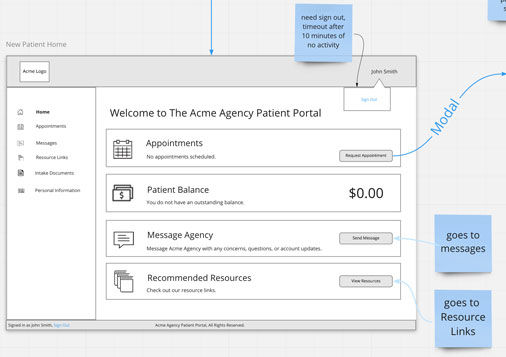 need sign out,
timeout after
10 minutes of
no activity
New Patient Home
Acme Logo
John Smith
Sign Out
Home
Appointments
Messages
Resource Links
Intake Documents
Personal Information
Welcome to The Acme Agency Patient Portal
Appointments
No appointments scheduled.
Request Appointment
Modal
Patient Balance
You do not have an outstanding balance.
$0.00
Message Agency
Message Acme Agency with any concerns, questions, or account updates.
Send Message
goes to
messages
Recommended Resources
Check out our resource links.
View Resources
goes to
Resource
Links
Signed in as John Smith, Sign Out
Acme Agency Patient Portal, All Rights Reserved.